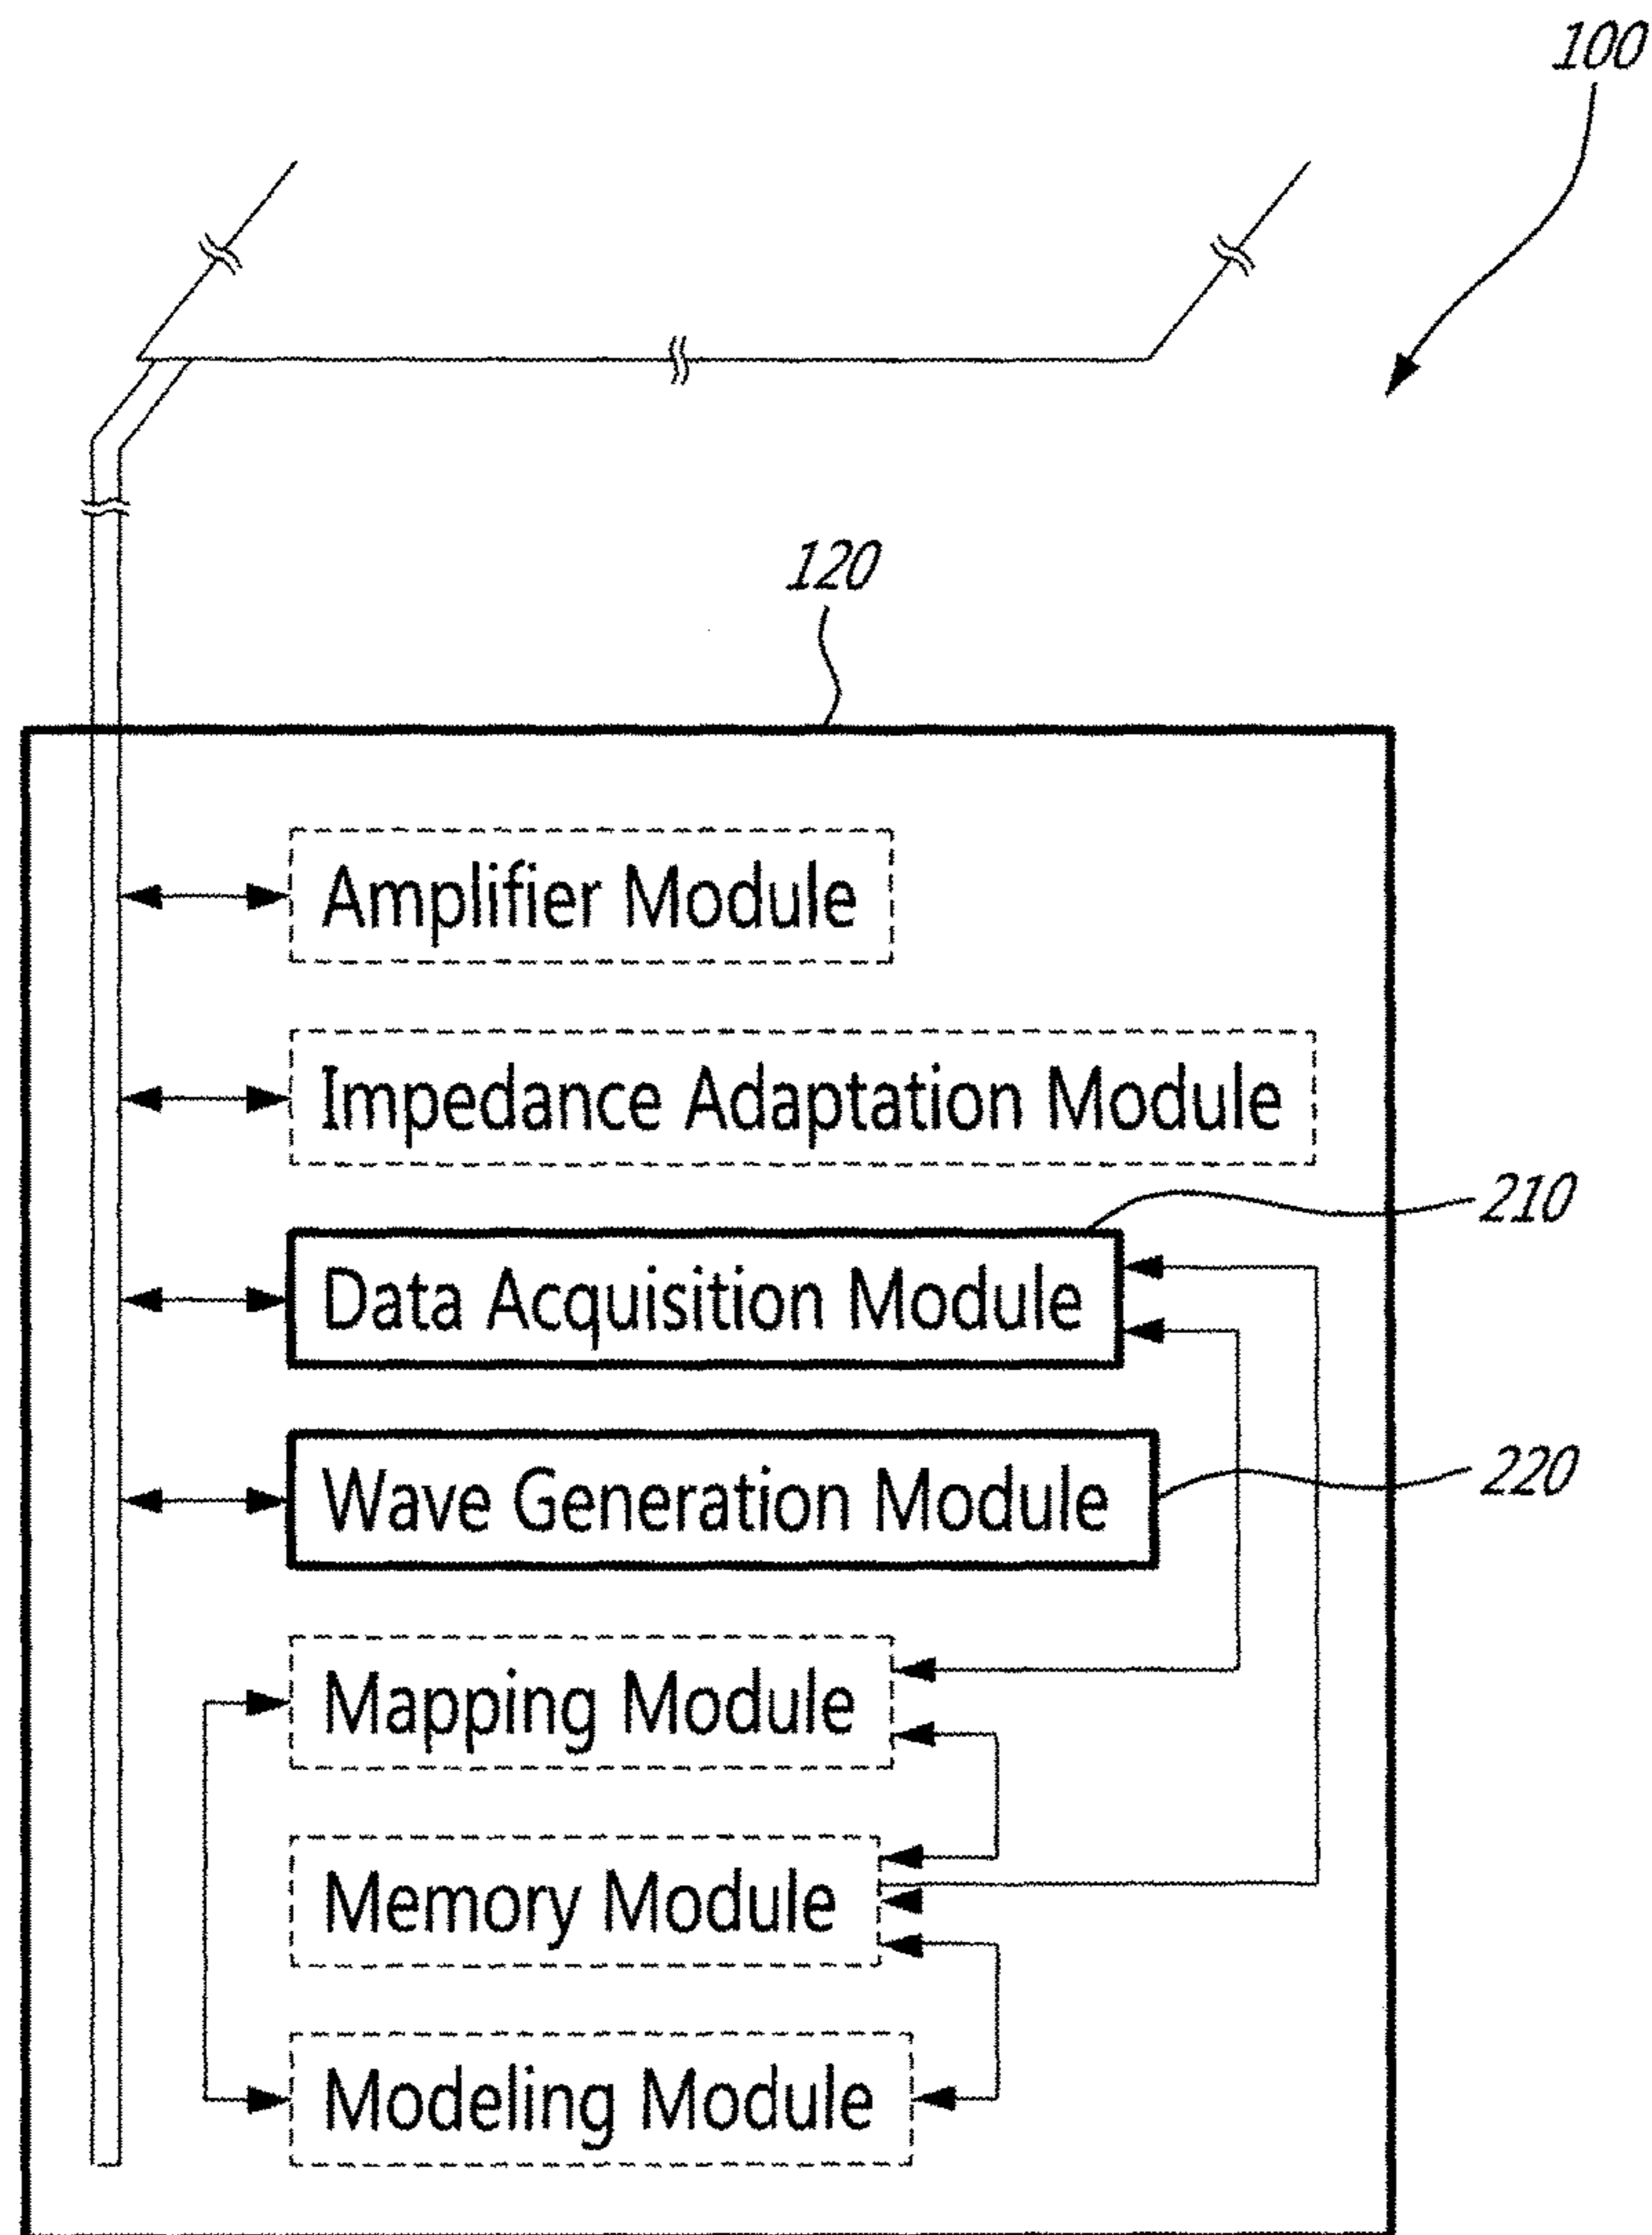 100
120
Amplifier Module
Impedance Adaptation Module
210
Data Acquisition Module
220
Wave Generation Module
Mapping Module
Memory Module
Modeling Module